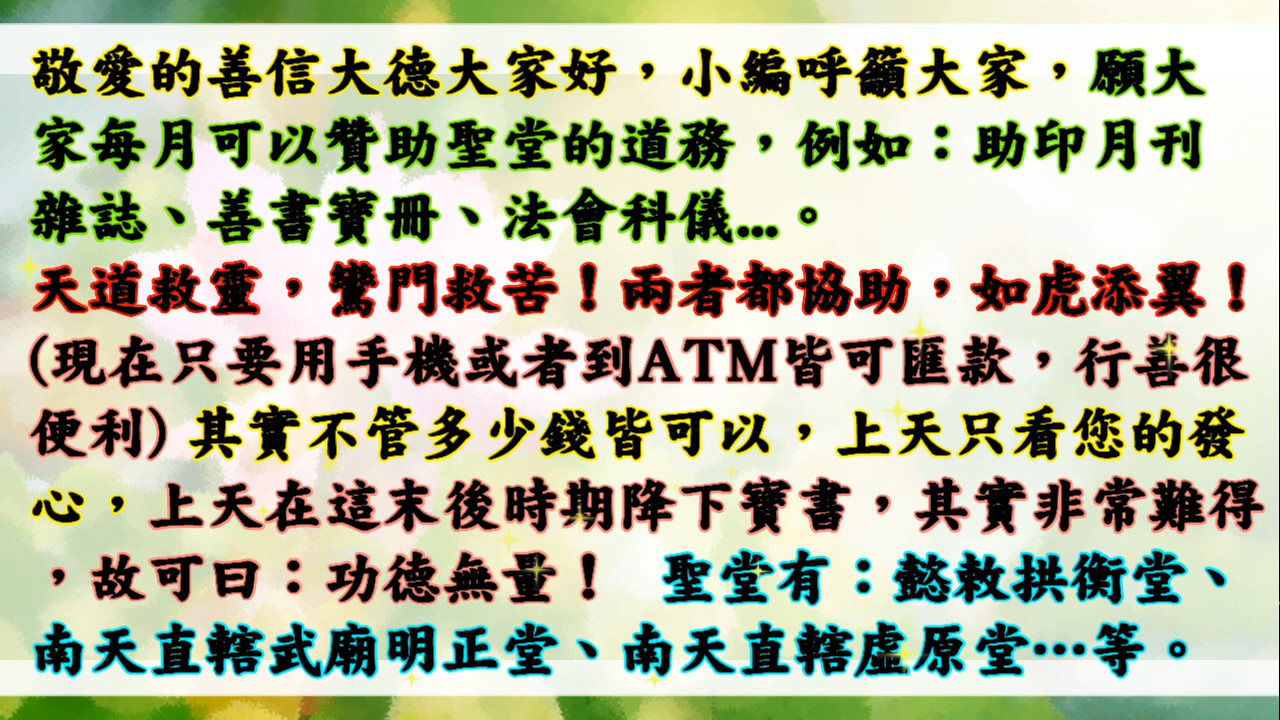 敬愛的善信大德大家好，小編呼籲大家，願大
家每月可以贊助聖堂的道務，例如：助印月刊
雜誌、善書寶冊、法會科儀...。
天道救靈，鸞門救苦！兩者都協助，如虎添翼！
(現在只要用手機或者到ATM皆可匯款，行善很
便利) 其實不管多少錢皆可以，上天只看您的發
心，上天在這末後時期降下寶書，其實非常難得
，故可曰：功德無量！ 聖堂有：懿敕拱衡堂、
南天直轄武廟明正堂、南天直轄虛原堂…等。